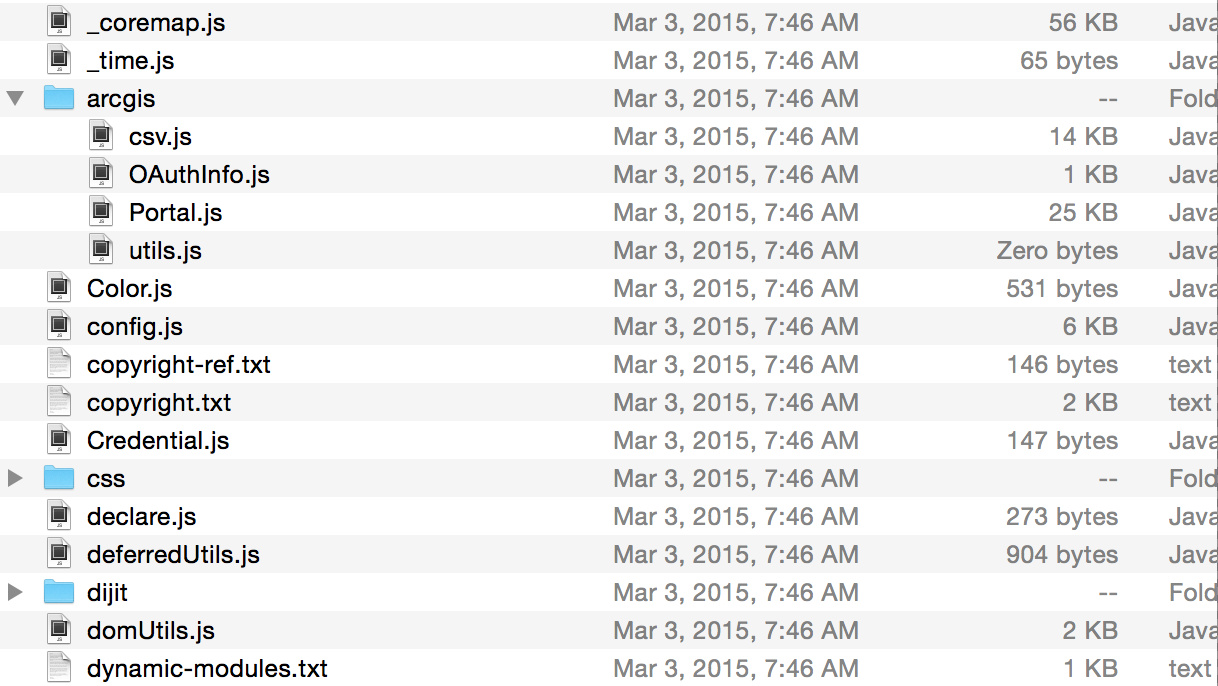 _coremap.js Mar 3, 2015, 7:46 AM 56 KB Java
_time.js Mar 3, 2015, 7:46 AM 65 bytes Java
arcgis Mar 3, 2015, 7:46 AM -- Fold
csv.js Mar 3, 2015, 7:46 AM 14 KB Java
OAuthInfo.js Mar 3, 2015, 7:46 AM 1 KB Java
Portal.js Mar 3, 2015, 7:46 AM 25 KB Java
utils.js Mar 3, 2015, 7:46 AM Zero bytes Java
Color.js Mar 3, 2015, 7:46 AM 531 bytes Java
config.js Mar 3, 2015, 7:46 AM 6 KB Java
copyright-ref.txt Mar 3, 2015, 7:46 AM 146 bytes text
copyright.txt Mar 3, 2015, 7:46 AM 2 KB text
Credential.js Mar 3, 2015, 7:46 AM 147 bytes Java
css Mar 3, 2015, 7:46 AM -- Fold
declare.js Mar 3, 2015, 7:46 AM 273 bytes Java
deferredUtils.js Mar 3, 2015, 7:46 AM 904 bytes Java
dijit Mar 3, 2015, 7:46 AM -- Fold
domUtils.js Mar 3, 2015, 7:46 AM 2 KB Java
dynamic-modules.txt Mar 3, 2015, 7:46 AM 1 KB text